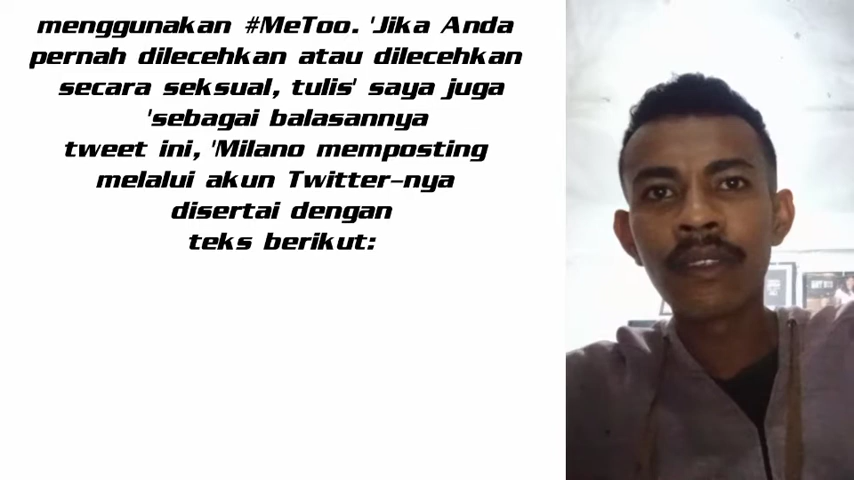 menggunakan #MeToo. 'Jika Anda
pernah dilecehkan atau dilecehkan
secara seksual, tulis' saya juga
'sebagai balasannya
tweet ini, 'Milano memposting
melalui akun Twitter-nya
disertai dengan
teks berikut: